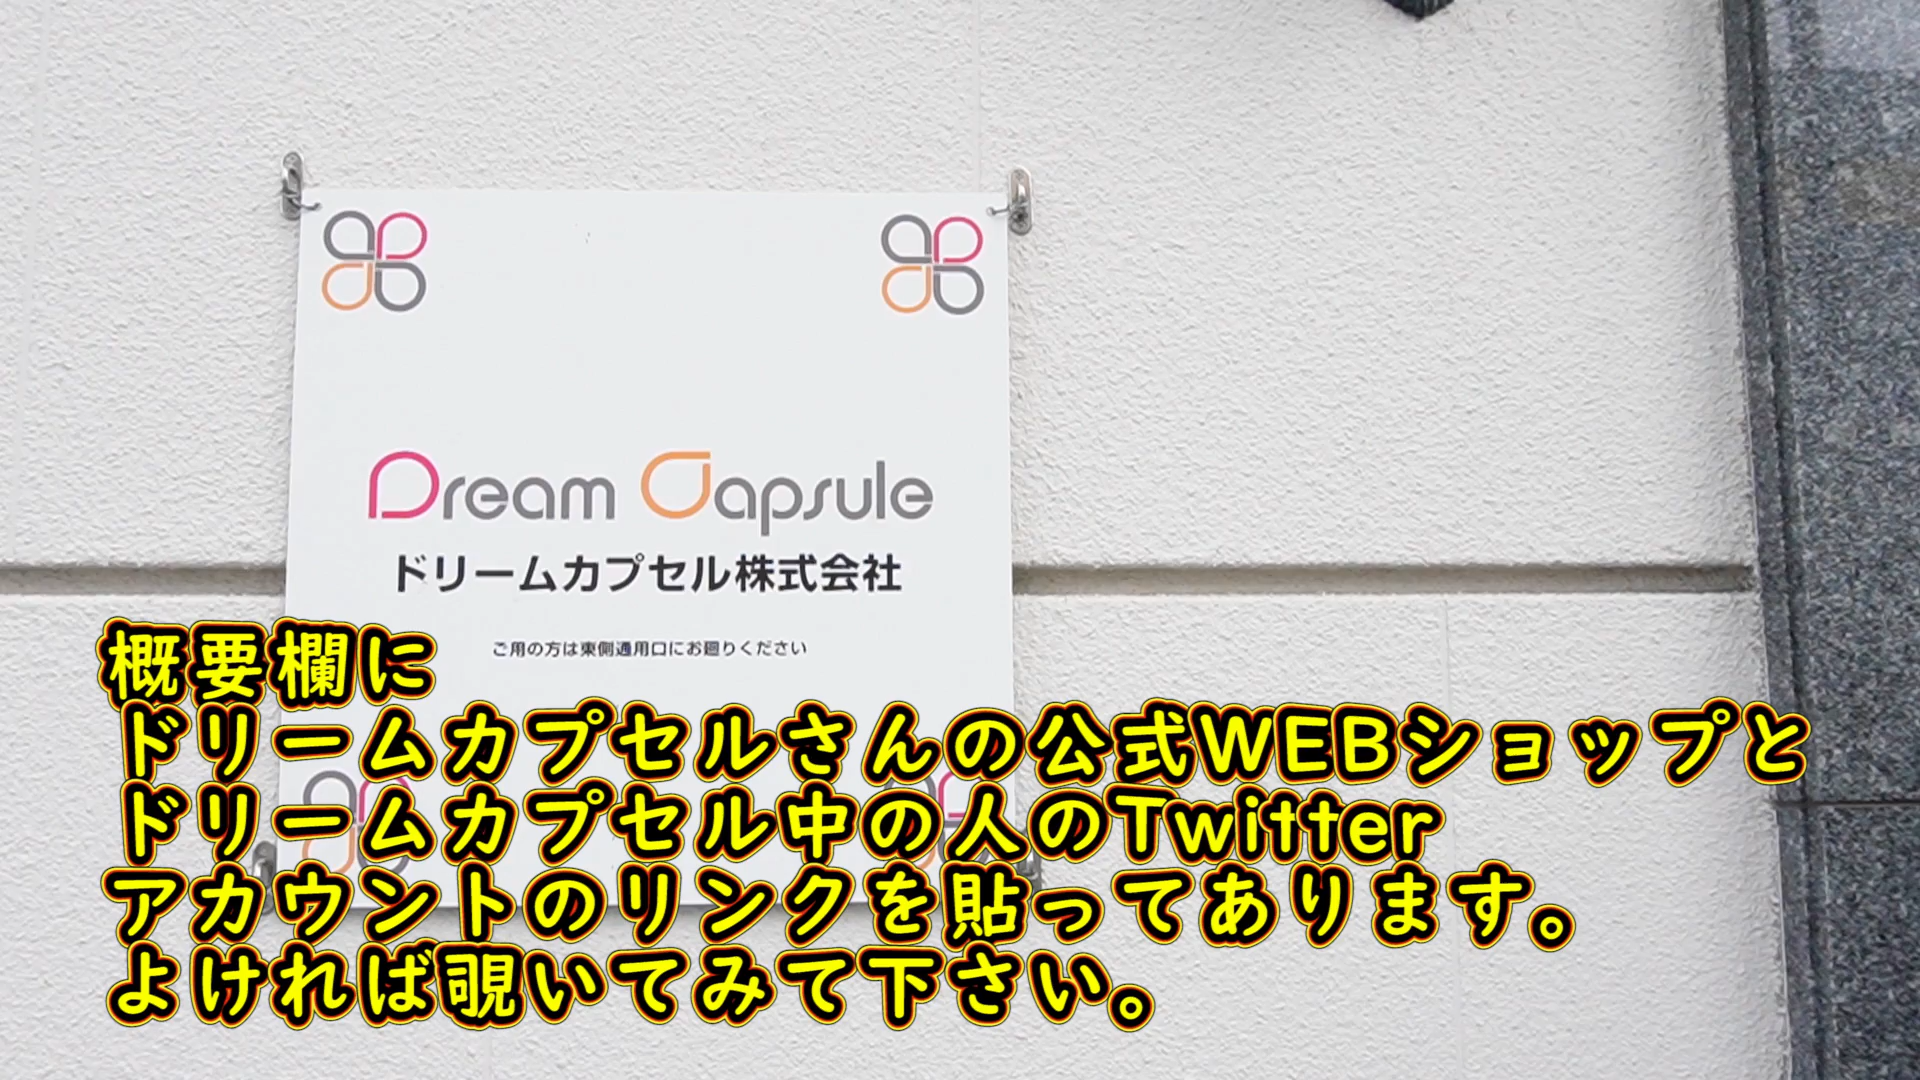 Dream Capsule
ドリームカプセル株式会社
ご用の方は東側通用口にお廻りください
概要欄に
ドリームカプセルさんの公式WEBショップと
ドリームカプセル中の人のTwitter
アカウントのリンクを貼ってあります。
よければ覗いてみて下さい。